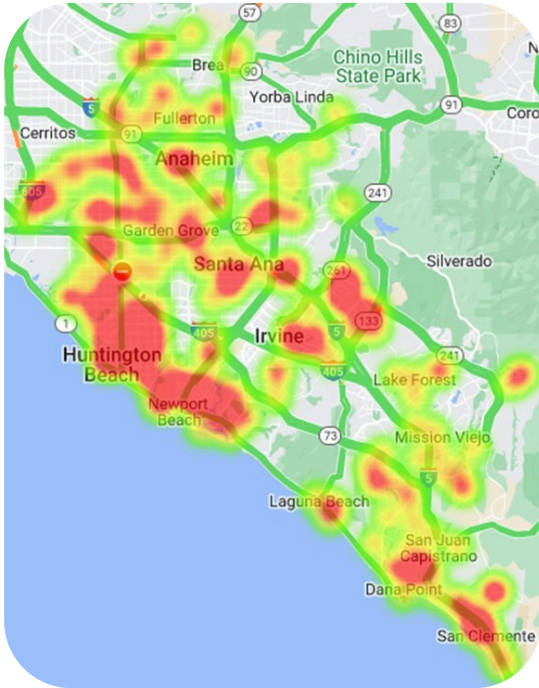 57
83
Brea
90
Chino Hills
State Park
N
Yorba Linda
5
91
Coro
Fullerton
Cerritos
91
Anaheim
605
241
22
Garden Grove
Santa Ana
261
Silverado
133
1
405
Irvine
5
Huntington
Beach
405
241
Lake Forest
Newport
Beach
73
Mission Viejo
5
Laguna Beach
San Juan
Capistrano
Dana Point
San Clemente